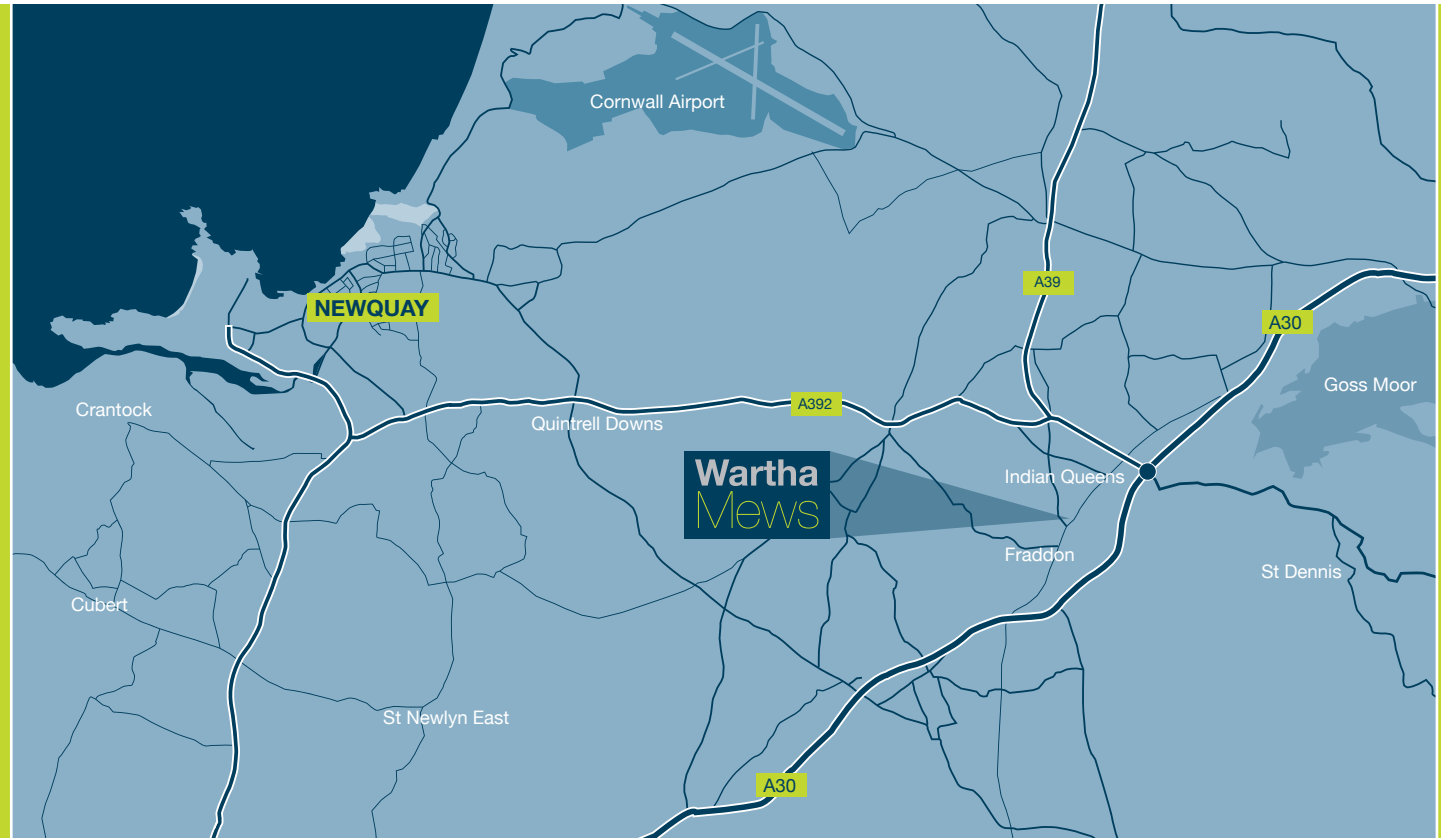 Cornwall Airport
A39
NEWQUAY
A30
Goss Moor
Crantock
A392
Quintrell Downs
Wartha
Mews
Indian Queens
Fraddon
St Dennis
Cubert
St Newlyn East
A30